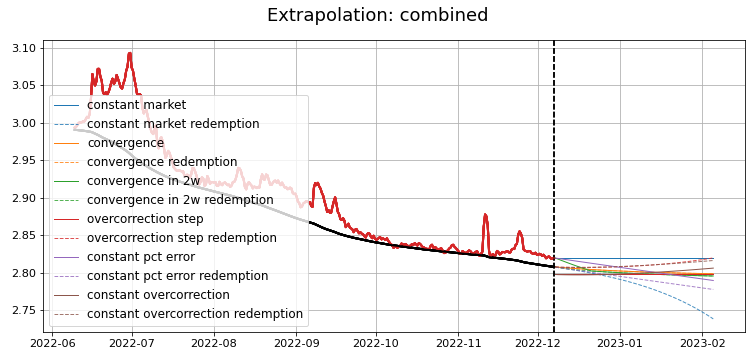 Extrapolation: combined
3.10
3.05
3.00
2.95
2.90
2.85
2.80
2.75
constant market
constant market redemption
convergence
convergence redemption
convergence in 2w
convergence in 2w redemption
overcorrection step
overcorrection step redemption
constant pct error
constant pct error redemption
constant overcorrection
constant overcorrection redemption
2022-06 2022-07 2022-08 2022-09 2022-10 2022-11 2022-12 2023-01 2023-02